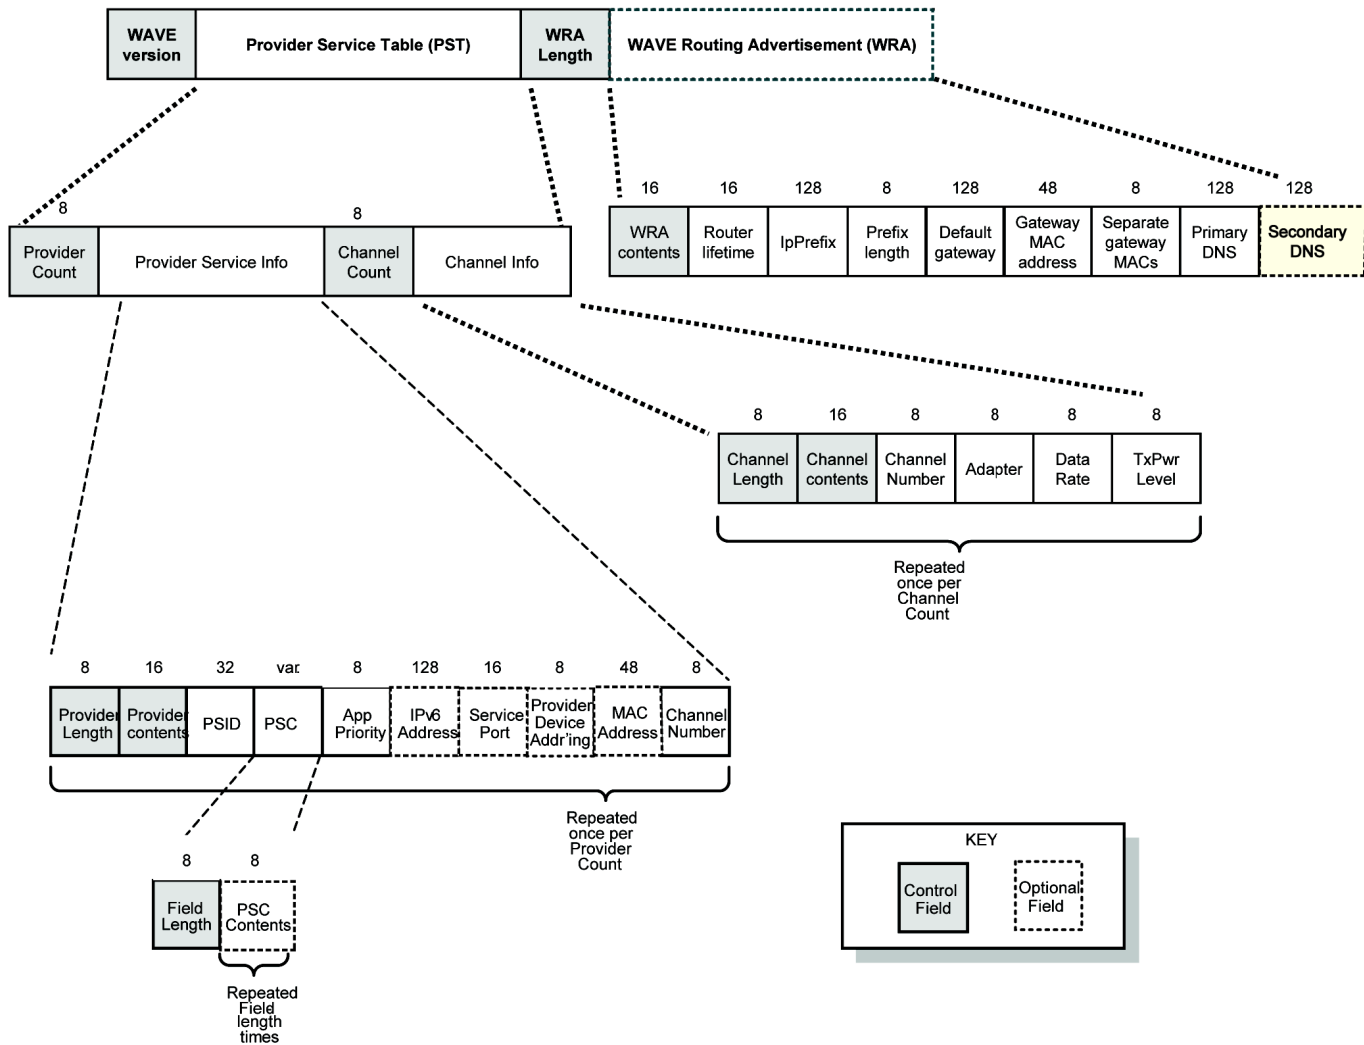 WAVE
version
Provider Service Table (PST)
WRA
Length
WAVE Routing Advertisement (WRA)
16
16
128
8
128
48
8
128
128
WRA
contents
Router
lifetime
IpPrefix
Prefix
length
Default
gateway
Gateway
MAC
address
Separate
gateway
MACs
Primary
DNS
Secondary
DNS
8
8
Provider
Count
Provider Service Info
Channel
Count
Channel Info
8
16
8
8
8
8
Channel
Length
Channel
contents
Channel
Number
Adapter
Data
Rate
TxPwr
Level
Repeated
once per
Channel
Count
8
16
32
var.
8
128
16
8
48
8
Provider
Length
Provider
contents
PSID
PSC
App
Priority
IPv6
Address
Service
Port
Provider
Device
Addr'ing
MAC
Address
Channel
Number
Repeated
once per
Provider
Count
8
8
Field
Length
PSC
Contents
Repeated
Field
length
times
KEY
Control
Field
Optional
Field